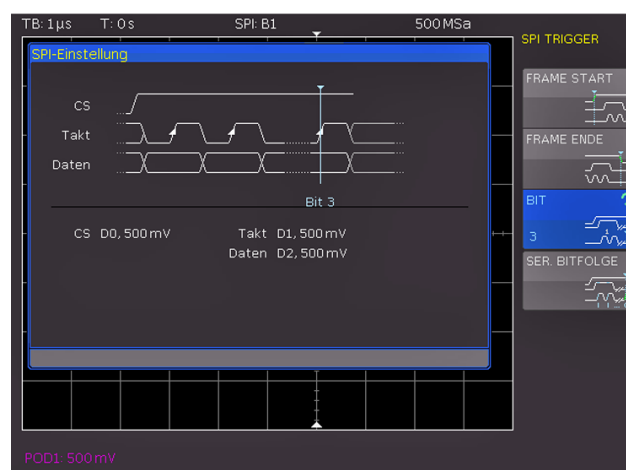 TB: 1µs T: 0s SPI: B1 500MSa
SPI TRIGGER
SPI-Einstellung
FRAME START
CS
Takt
FRAME ENDE
Daten
Bit 3
BIT
3
CS D0, 500mV Takt D1, 500mV
Daten D2, 500mV
SER. BITFOLGE
POD1: 500mV